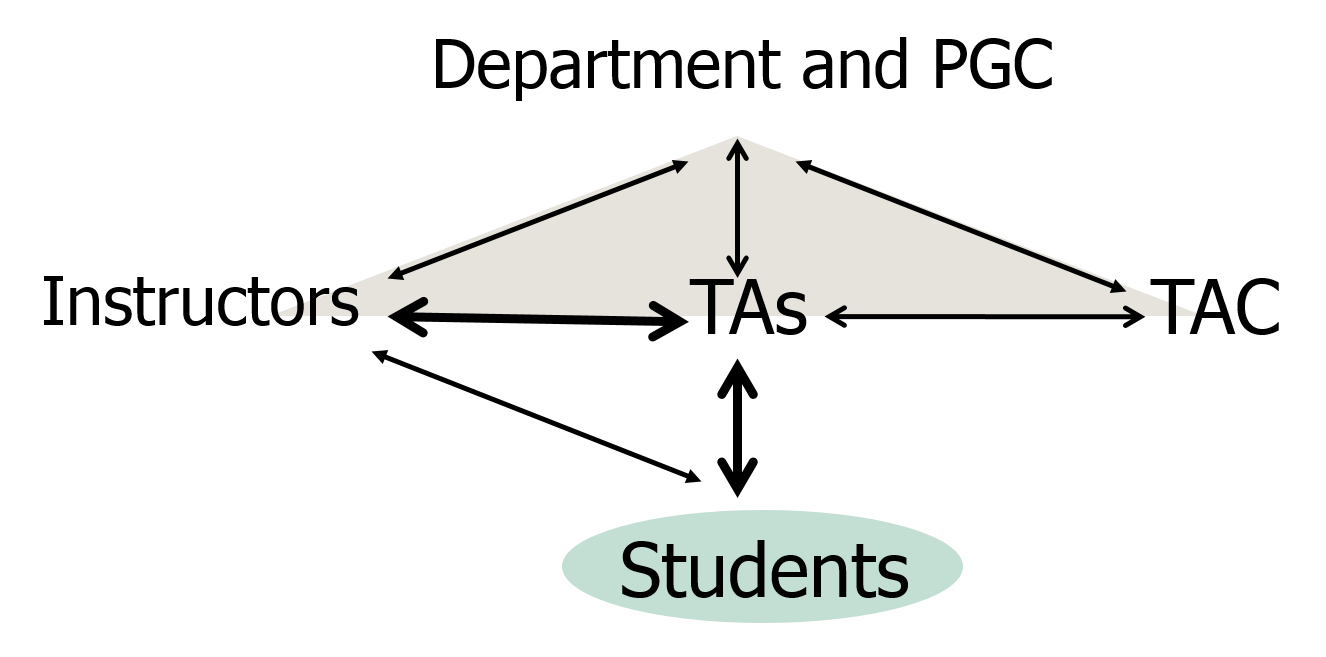 Department and PGC
Instructors
TAs
TAC
Students